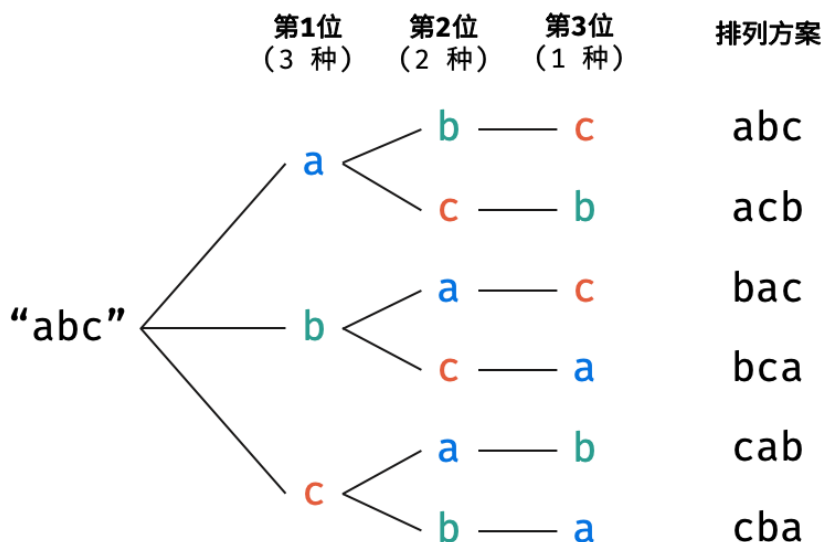 第1位 第2位 第3位 排列方案
(3 种) (2 种) (1 种)
b c abc
a
c b acb
a c bac
“abc” b
c a bca
a b cab
c
b a cba